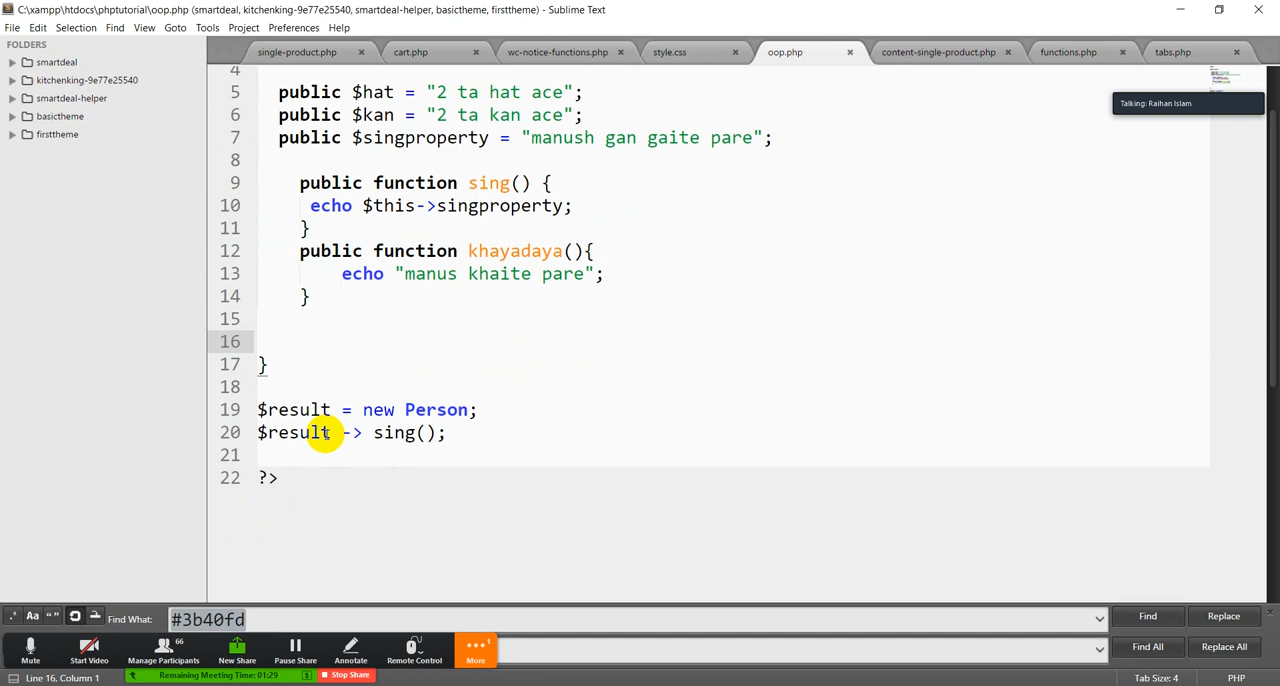 C:\xampp\htdocs\phptutorial\oop.php (smartdeal, kitchenking-9e77e25540, smartdeal-helper, basictheme, firsttheme) - Sublime Text
File Edit Selection Find View Goto Tools Project Preferences Help
FOLDERS
smartdeal
kitchenking-9e77e25540
smartdeal-helper
basictheme
firsttheme
single-product.php cart.php wc-notice-functions.php style.css oop.php content-single-product.php functions.php tabs.php
Talking: Raihan Islam
4
5 public $hat = "2 ta hat ace";
6 public $kan = "2 ta kan ace";
7 public $singproperty = "manush gan gaite pare";
8
9 public function sing() {
10 echo $this->singproperty;
11 }
12 public function khayadaya(){
13 echo "manus khaite pare";
14 }
15
16
17 }
18
19 $result = new Person;
20 $result -> sing();
21
22 ?>
.* Aa “ ” Find What: #3b40fd Find Replace
Find All Replace All
Mute Start Video Manage Participants 66 New Share Pause Share Annotate Remote Control More 1
Remaining Meeting Time: 01:29 Stop Share
Line 16, Column 1 Tab Size: 4 PHP